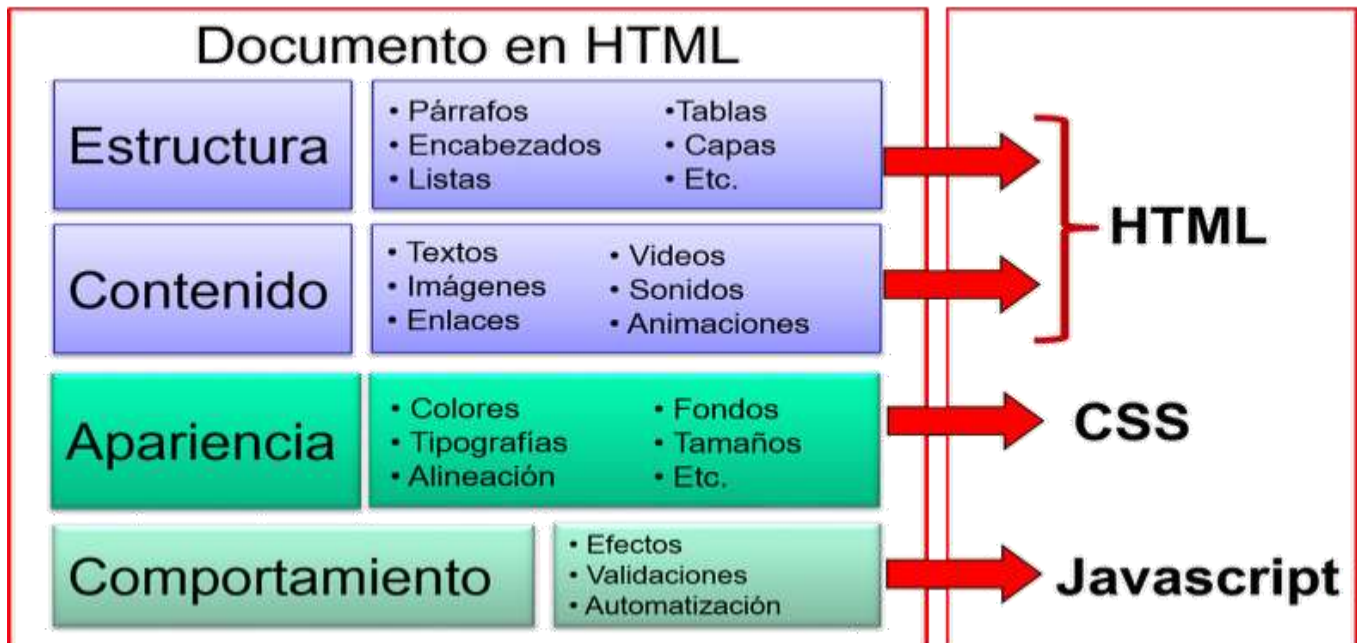 Documento en HTML
Estructura
• Párrafos
• Encabezados
• Listas
•Tablas
• Capas
• Etc.
Contenido
• Textos
• Imágenes
• Enlaces
• Videos
• Sonidos
• Animaciones
HTML
Apariencia
• Colores
• Tipografías
• Alineación
• Fondos
• Tamaños
• Etc.
CSS
Comportamiento
• Efectos
• Validaciones
• Automatización
Javascript